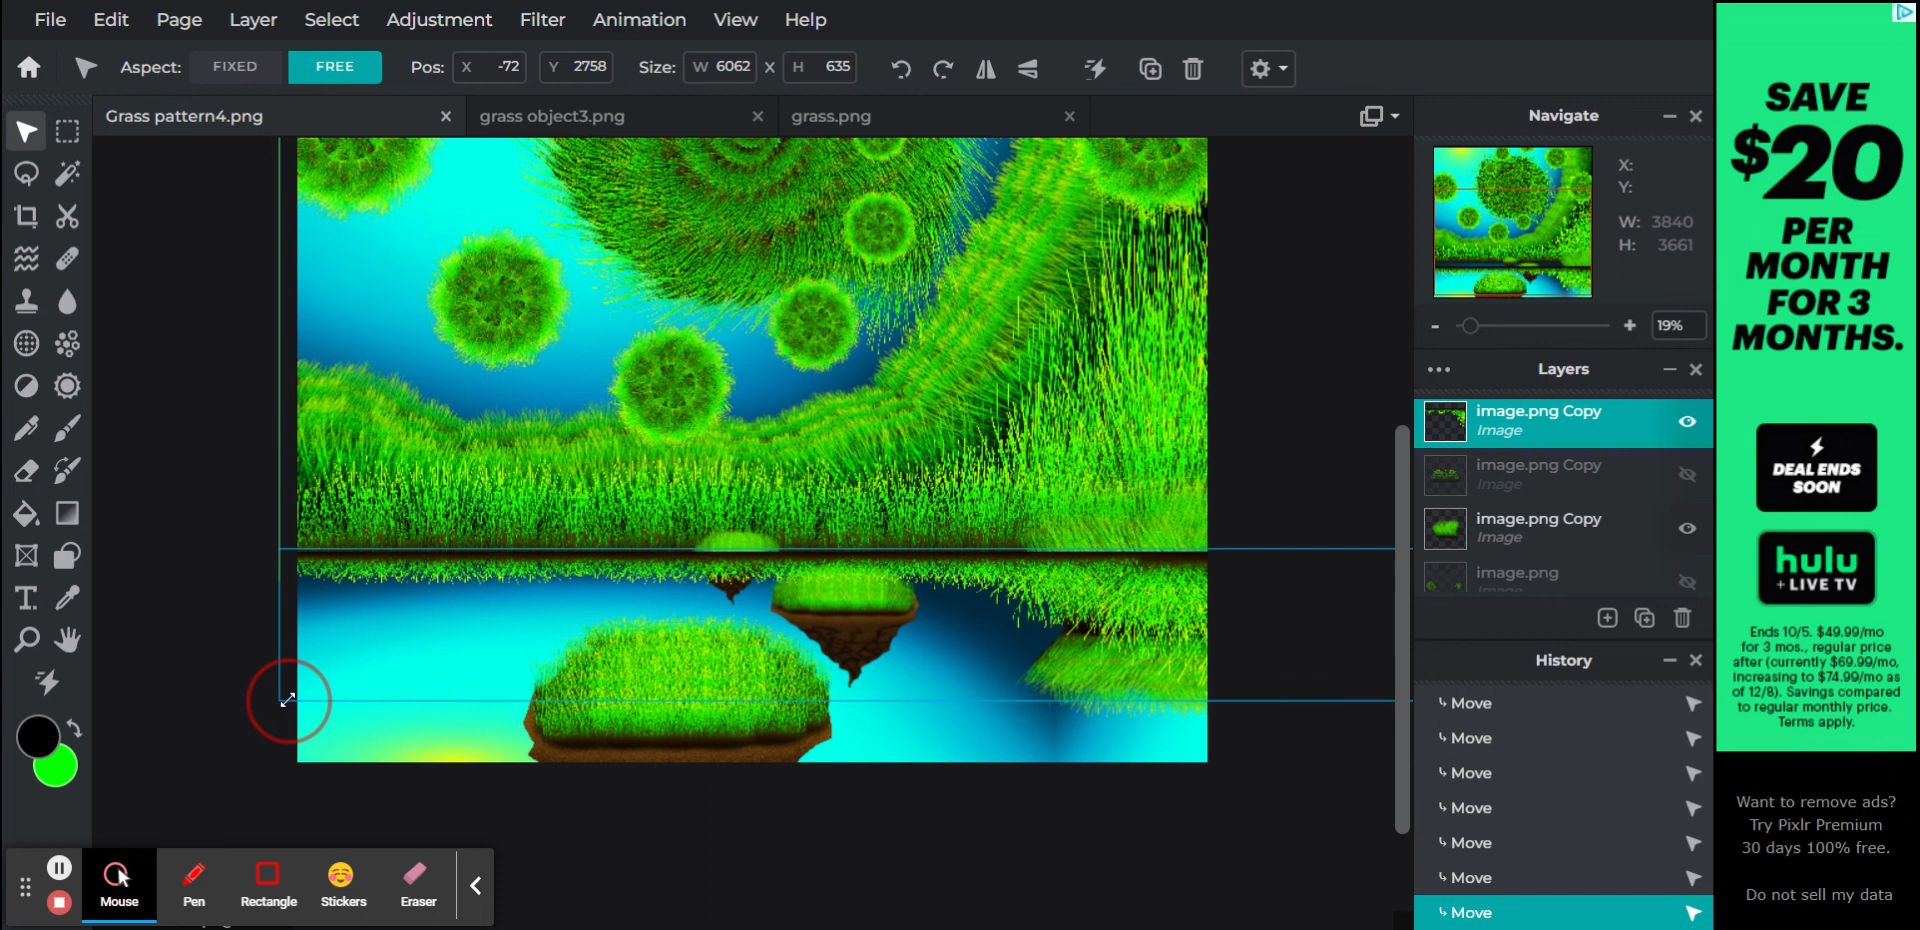 File Edit Page Layer Select Adjustment Filter Animation View Help
Aspect: FIXED FREE Pos: X -72 Y 2758 Size: W 6062 X H 635
Grass pattern4.png
grass object3.png
grass.png
Navigate
X:
Y:
W: 3840
H: 3661
19%
Layers
image.png Copy
Image
image.png Copy
Image
image.png Copy
Image
image.png
History
Move
Move
Move
Move
Move
Move
Move
Mouse
Pen
Rectangle
Stickers
Eraser
SAVE
$20
PER
MONTH
FOR 3
MONTHS.
DEAL ENDS
SOON
hulu
+ LIVE TV
Ends 10/5. $49.99/mo
for 3 mos., regular price
after (currently $69.99/mo,
increasing to $74.99/mo as
of 12/8). Savings compared
to regular monthly price.
Terms apply.
Want to remove ads?
Try Pixlr Premium
30 days 100% free.
Do not sell my data